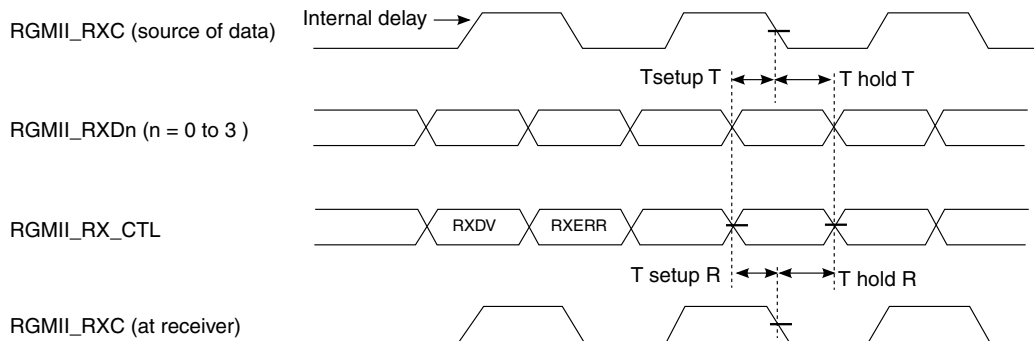 Internal delay
RGMII_RXC (source of data)
Tsetup T
T hold T
RGMII_RXDn (n = 0 to 3 )
RGMII_RX_CTL
RXDV
RXERR
T setup R
T hold R
RGMII_RXC (at receiver)